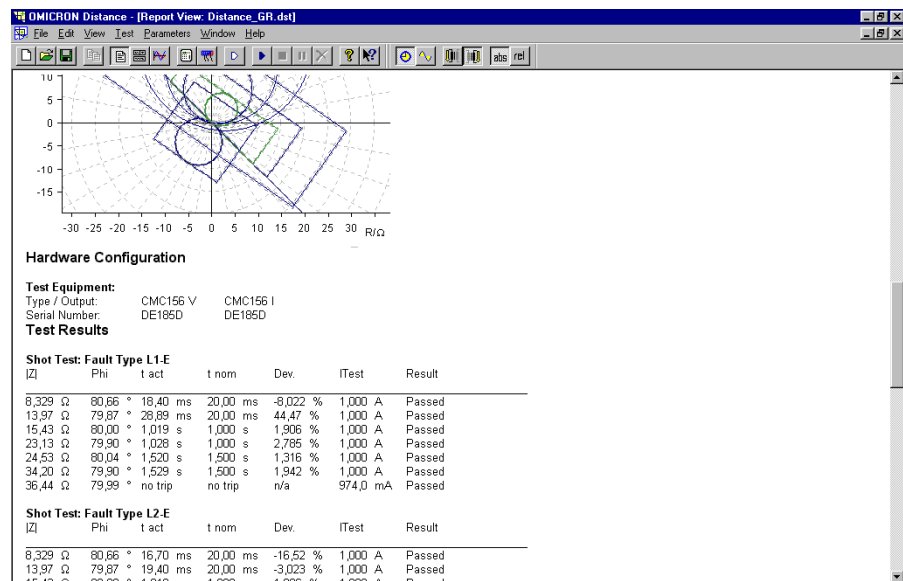 OMICRON Distance - [Report View: Distance_GR.dst]
File Edit View Test Parameters Window Help
abs rel
10
5
0
-5
-10
-15
-30 -25 -20 -15 -10 -5 0 5 10 15 20 25 30 R/Ω
Hardware Configuration
Test Equipment:
Type / Output: CMC156 V CMC156 I
Serial Number: DE185D DE185D
Test Results
Shot Test: Fault Type L1-E
|Z| Phi t act t nom Dev. ITest Result
8,329 Ω 80,66 ° 18,40 ms 20,00 ms -8,022 % 1,000 A Passed
13,97 Ω 79,87 ° 28,89 ms 20,00 ms 44,47 % 1,000 A Passed
15,43 Ω 80,00 ° 1,019 s 1,000 s 1,906 % 1,000 A Passed
23,13 Ω 79,90 ° 1,028 s 1,000 s 2,785 % 1,000 A Passed
24,53 Ω 80,04 ° 1,520 s 1,500 s 1,316 % 1,000 A Passed
34,20 Ω 79,90 ° 1,529 s 1,500 s 1,942 % 1,000 A Passed
36,44 Ω 79,99 ° no trip no trip n/a 974,0 mA Passed
Shot Test: Fault Type L2-E
|Z| Phi t act t nom Dev. ITest Result
8,329 Ω 80,66 ° 16,70 ms 20,00 ms -16,52 % 1,000 A Passed
13,97 Ω 79,87 ° 19,40 ms 20,00 ms -3,023 % 1,000 A Passed